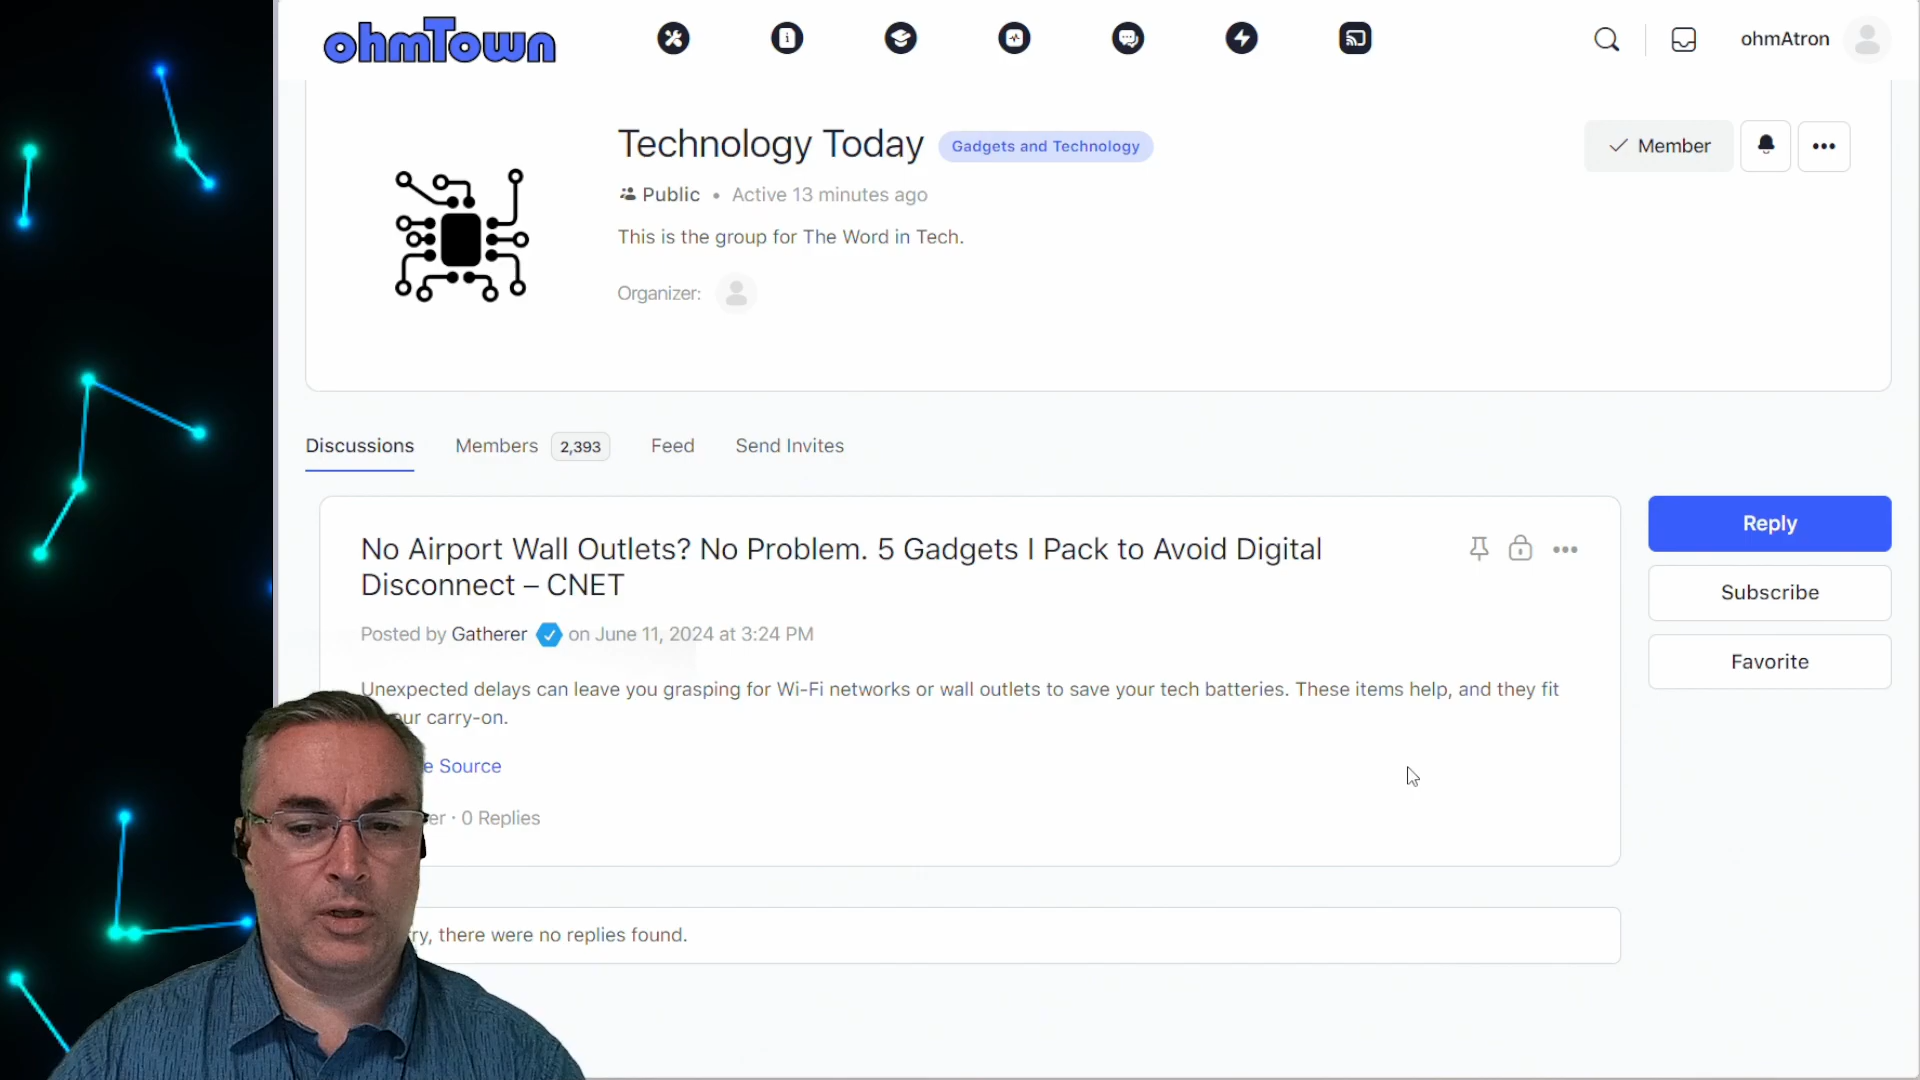 ohmTown
ohmAtron
Technology Today
Gadgets and Technology
Member
Public • Active 13 minutes ago
This is the group for The Word in Tech.
Organizer:
Discussions
Members 2,393
Feed
Send Invites
No Airport Wall Outlets? No Problem. 5 Gadgets I Pack to Avoid Digital
Disconnect – CNET
Posted by Gatherer on June 11, 2024 at 3:24 PM
Unexpected delays can leave you grasping for Wi-Fi networks or wall outlets to save your tech batteries. These items help, and they fit
carry-on.
Source
· 0 Replies
there were no replies found.
Reply
Subscribe
Favorite